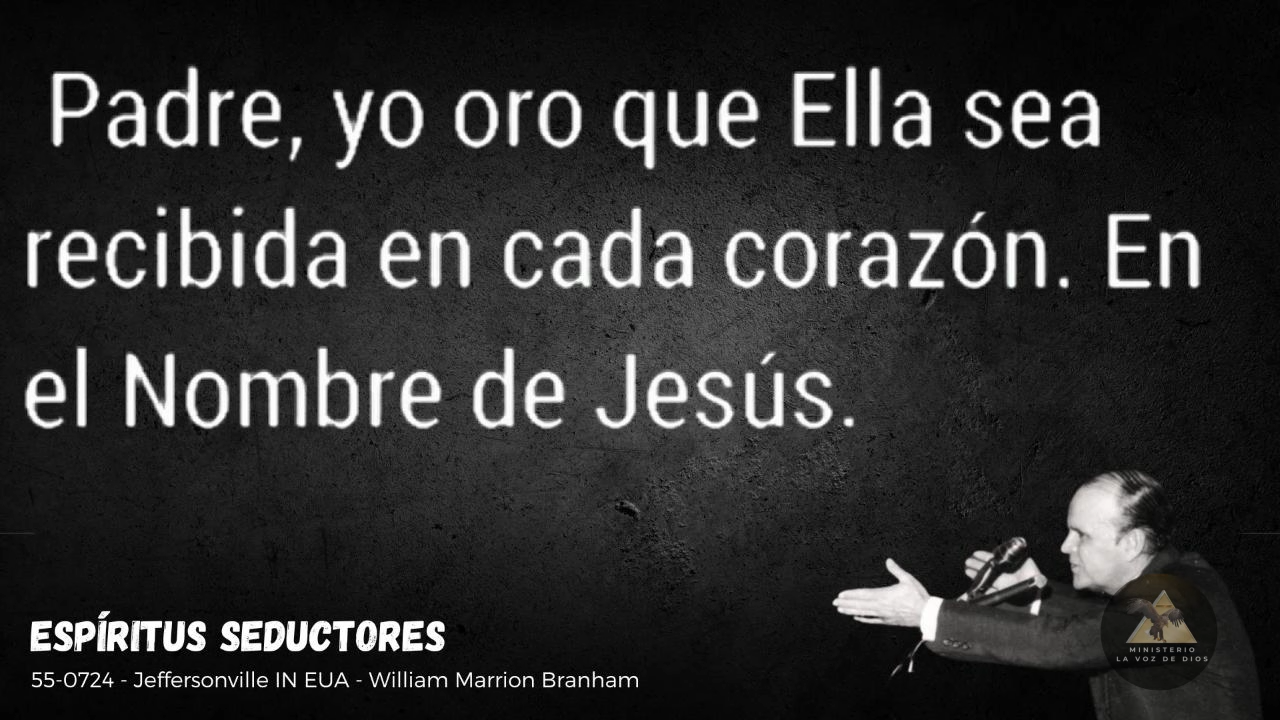 Padre, yo oro que Ella sea
recibida en cada corazón. En
el Nombre de Jesús.
ESPÍRITUS SEDUCTORES
55-0724 - Jeffersonville IN EUA - William Marrion Branham
MINISTERIO
LA VOZ DE DIOS